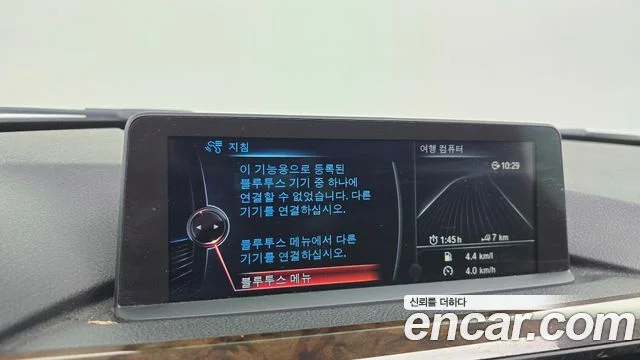 지침
이 기능용으로 등록된
블루투스 기기 중 하나에
연결할 수 없었습니다. 다른
기기를 연결하십시오.
블루투스 메뉴에서 다른
기기를 연결하십시오.
블루투스 메뉴
여행 컴퓨터
10:29
1:45 h
7 km
4.4 km/l
4.0 km/h
신뢰를 더하다
encar.com